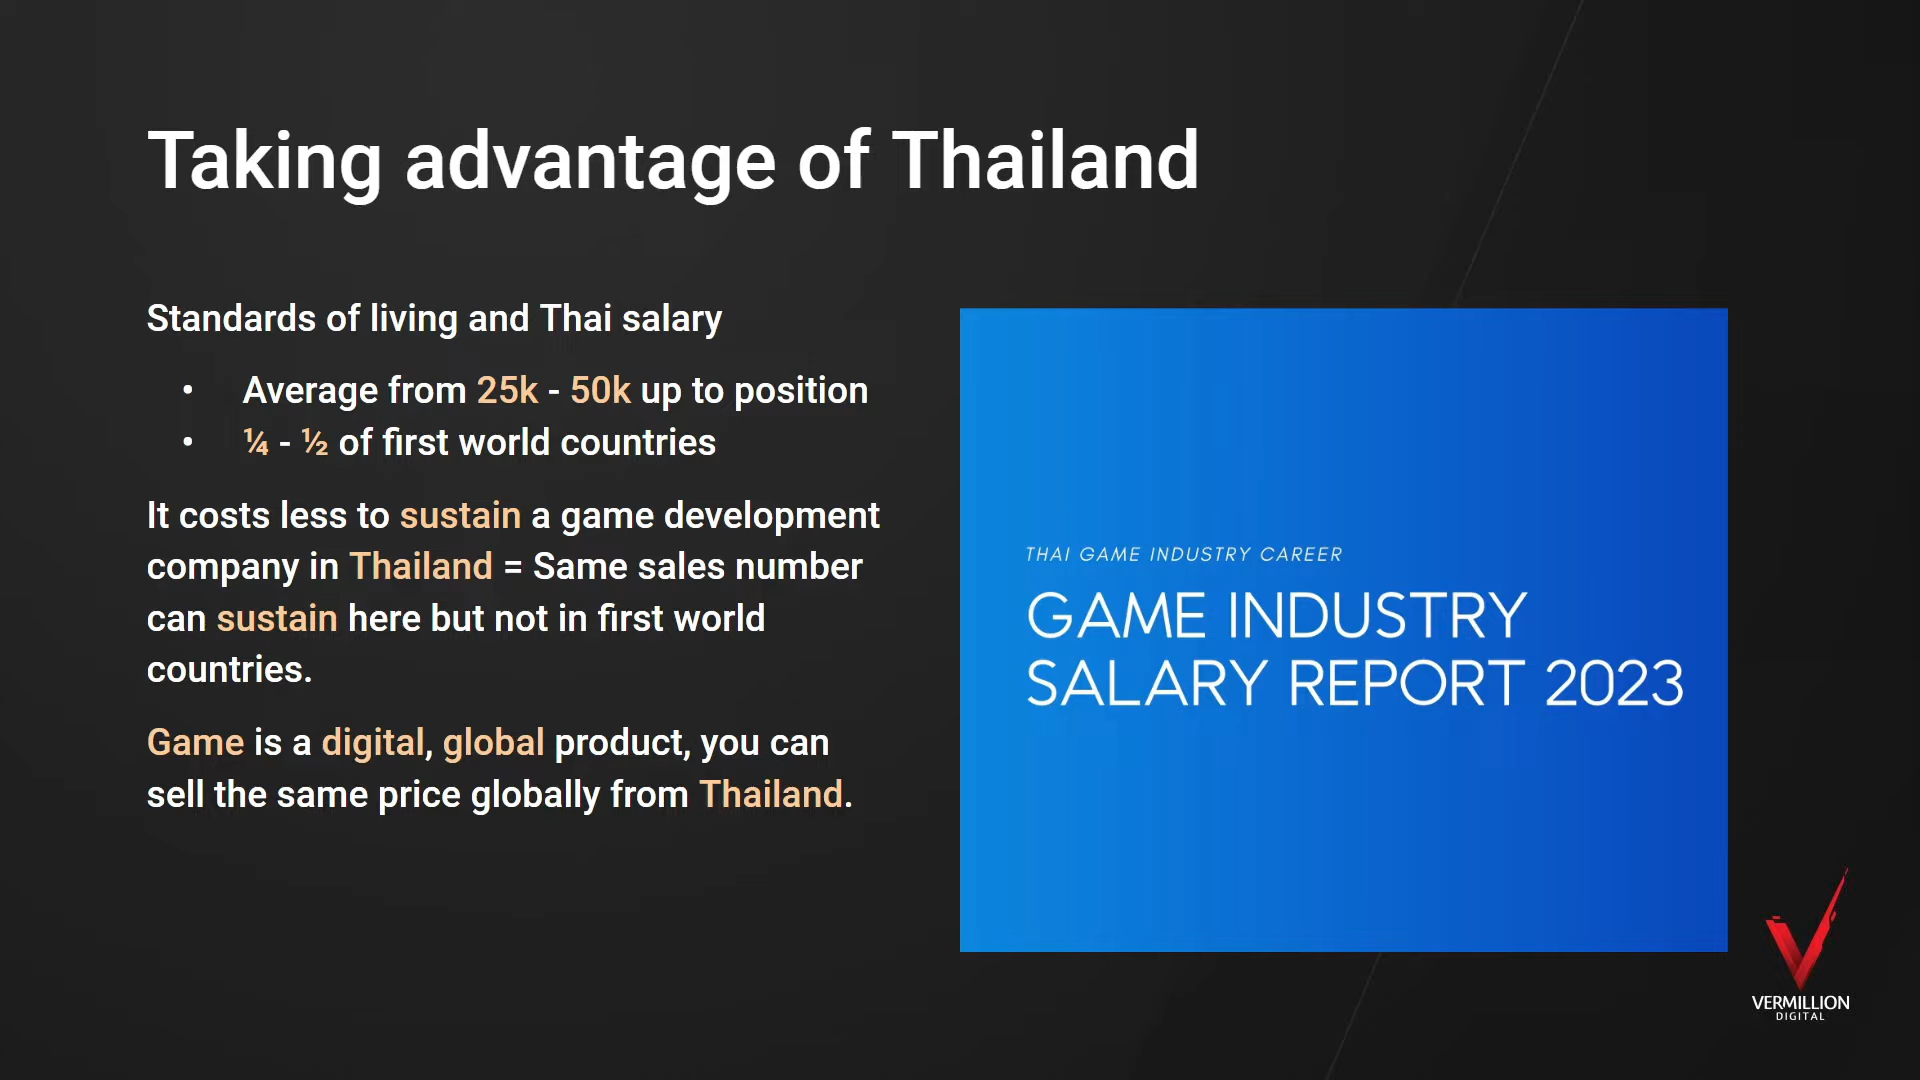 Taking advantage of Thailand
Standards of living and Thai salary
• Average from 25k - 50k up to position
• ¼ - ½ of first world countries
It costs less to sustain a game development
company in Thailand = Same sales number
can sustain here but not in first world
countries.
Game is a digital, global product, you can
sell the same price globally from Thailand.
THAI GAME INDUSTRY CAREER
GAME INDUSTRY
SALARY REPORT 2023
VERMILLION
DIGITAL